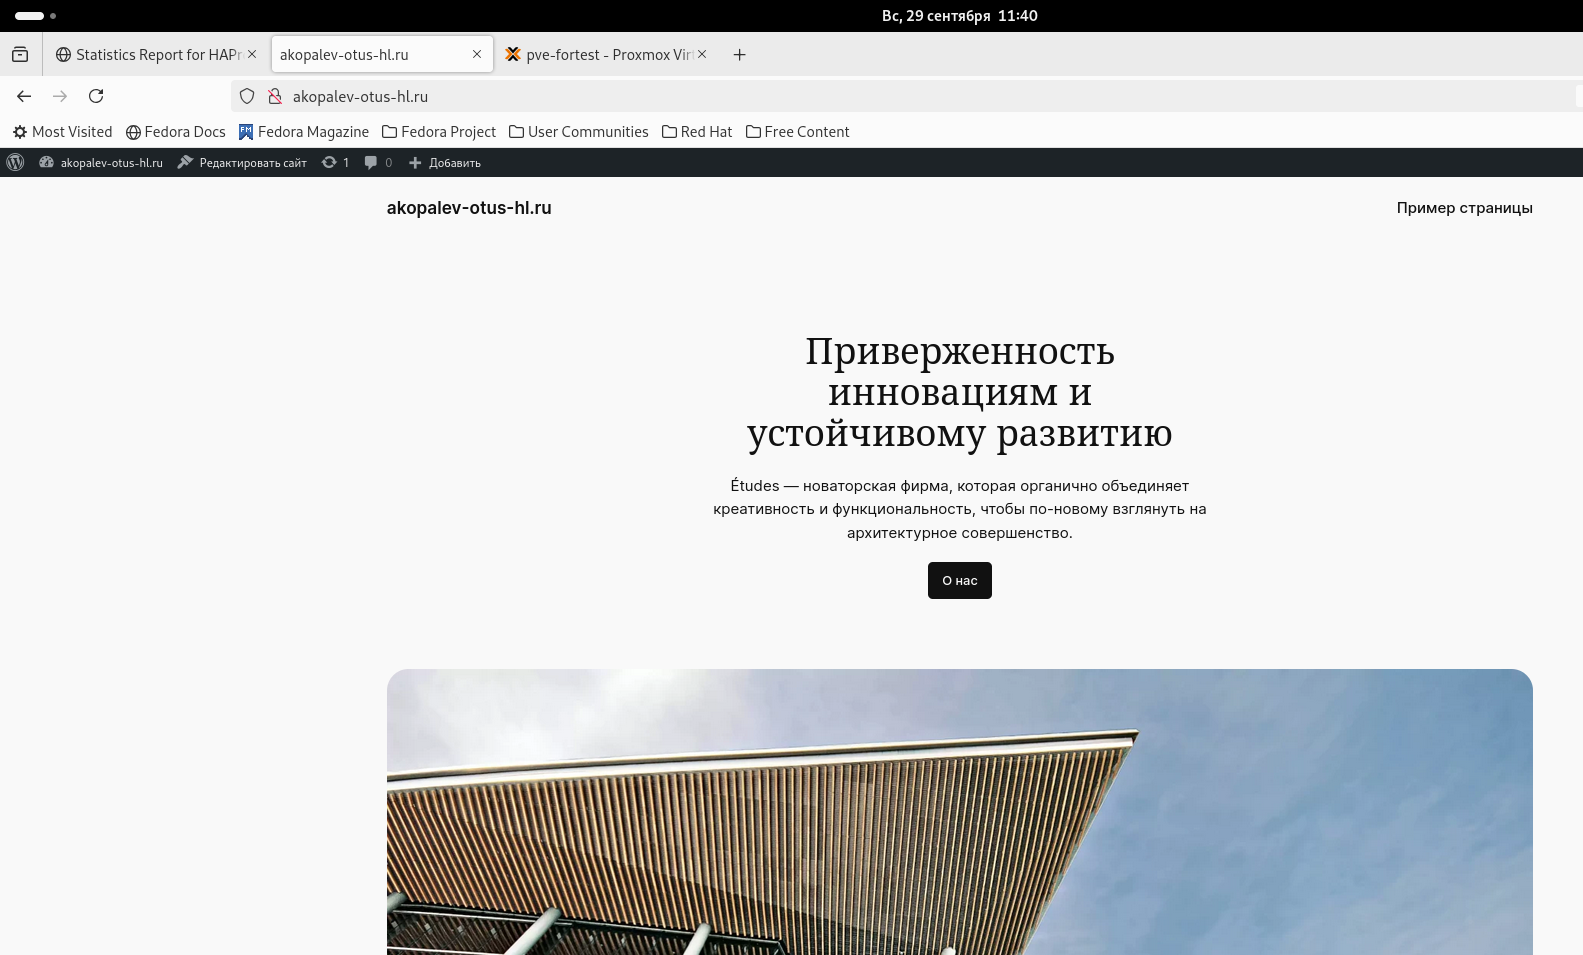 Вс, 29 сентября 11:40
Statistics Report for HAPr
akopalev-otus-hl.ru
pve-fortest - Proxmox Vir
akopalev-otus-hl.ru
Most Visited Fedora Docs FM Fedora Magazine Fedora Project User Communities Red Hat Free Content
akopalev-otus-hl.ru Редактировать сайт 1 0 Добавить
akopalev-otus-hl.ru
Пример страницы
Приверженность
инновациям и
устойчивому развитию
Études — новаторская фирма, которая органично объединяет
креативность и функциональность, чтобы по-новому взглянуть на
архитектурное совершенство.
О нас